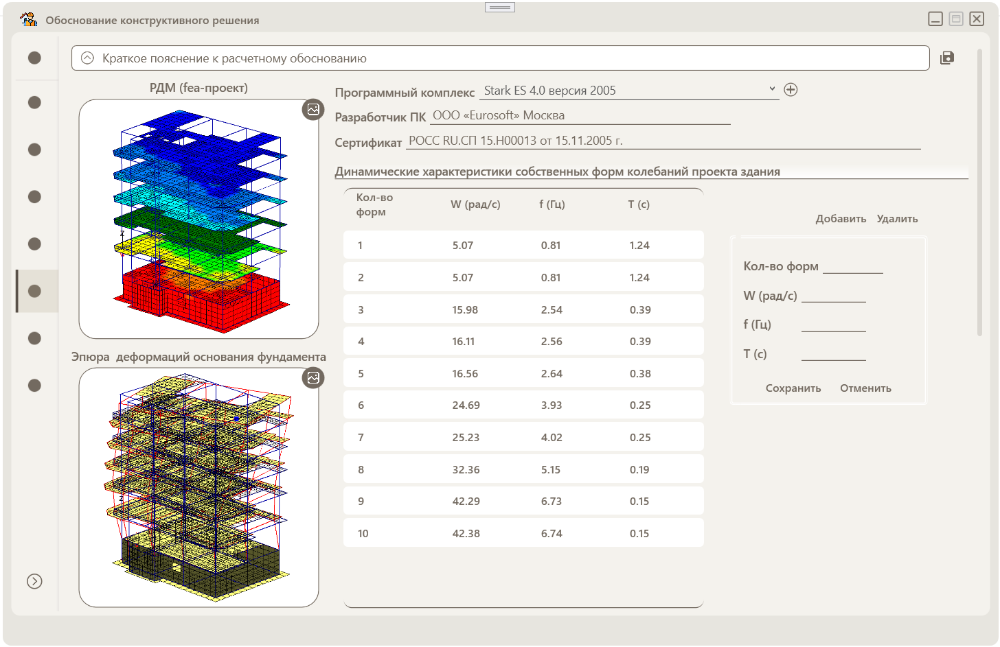 Обоснование конструктивного решения
Краткое пояснение к расчетному обоснованию
РДМ (fea-проект)
Эпюра деформаций основания фундамента
Программный комплекс Stark ES 4.0 версия 2005
Разработчик ПК ООО «Eurosoft» Москва
Сертификат РОСС RU.СП 15.Н00013 от 15.11.2005 г.
Динамические характеристики собственных форм колебаний проекта здания
Кол-во форм W (рад/с) f (Гц) T (с)
1 5.07 0.81 1.24
2 5.07 0.81 1.24
3 15.98 2.54 0.39
4 16.11 2.56 0.39
5 16.56 2.64 0.38
6 24.69 3.93 0.25
7 25.23 4.02 0.25
8 32.36 5.15 0.19
9 42.29 6.73 0.15
10 42.38 6.74 0.15
Добавить Удалить
Кол-во форм
W (рад/с)
f (Гц)
T (с)
Сохранить Отменить